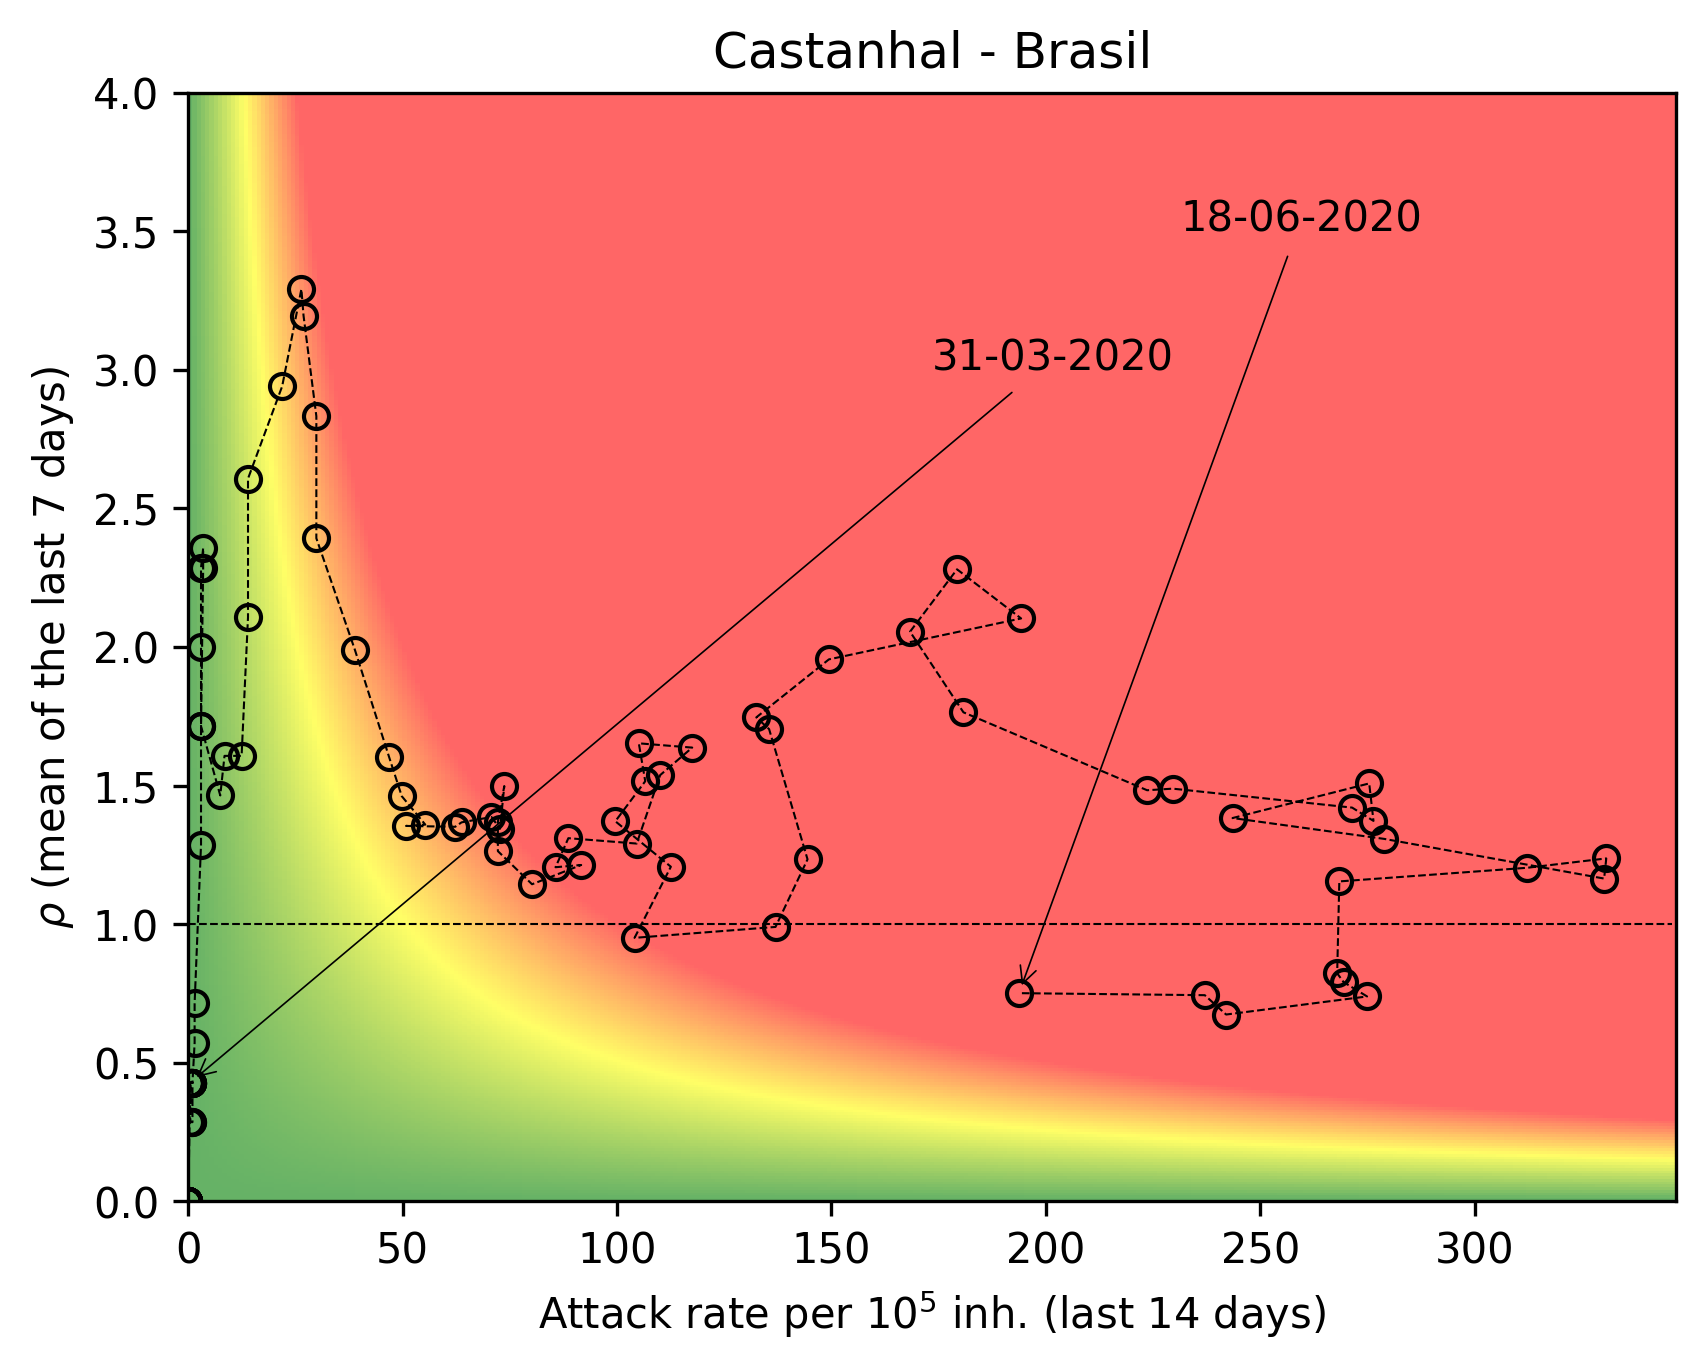 Castanhal - Brasil
4.0
3.5
3.0
2.5
2.0
1.5
1.0
0.5
0.0
ρ (mean of the last 7 days)
18-06-2020
31-03-2020
0 50 100 150 200 250 300
Attack rate per 10⁵ inh. (last 14 days)